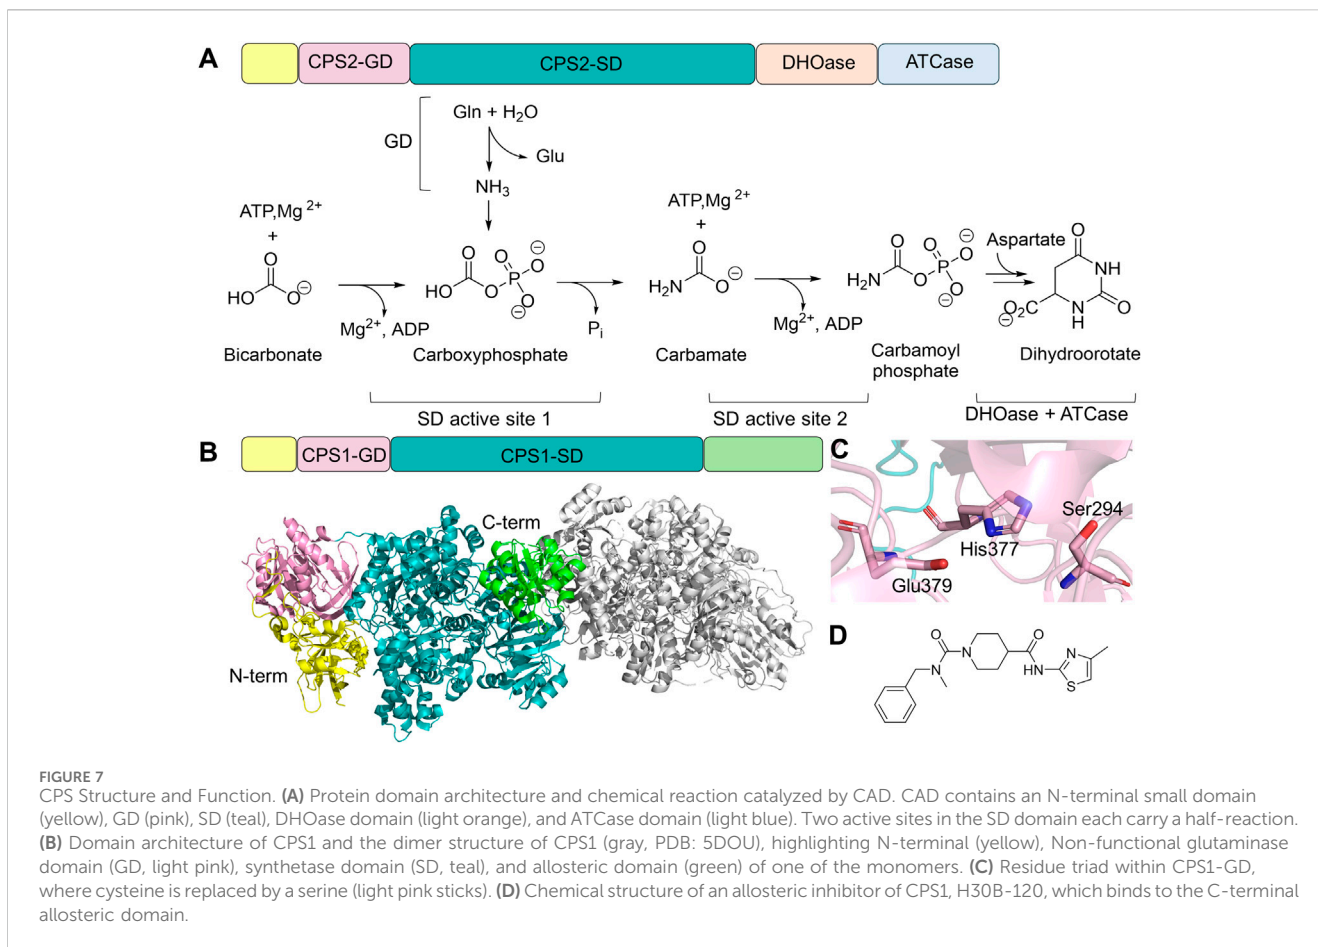 A
CPS2-GD CPS2-SD DHOase ATCase
Gln + H2O
GD
Glu
NH3
ATP,Mg 2+
+
O
HO O⊖
O O ⊖
HO O P O
O
⊖
ATP,Mg2+
+
O
H2N O⊖
O O ⊖
H2N O P O
O
⊖
Aspartate
O
NH
O2C N O
⊖ H
Mg2+, ADP
Pi
Mg2+, ADP
Bicarbonate Carboxyphosphate Carbamate Carbamoyl phosphate Dihydroorotate
SD active site 1 SD active site 2 DHOase + ATCase
B
CPS1-GD CPS1-SD
C-term
N-term
C
Ser294
His377
Glu379
D
O O
N N
N HN S
FIGURE 7
CPS Structure and Function. (A) Protein domain architecture and chemical reaction catalyzed by CAD. CAD contains an N-terminal small domain
(yellow), GD (pink), SD (teal), DHOase domain (light orange), and ATCase domain (light blue). Two active sites in the SD domain each carry a half-reaction.
(B) Domain architecture of CPS1 and the dimer structure of CPS1 (gray, PDB: 5DOU), highlighting N-terminal (yellow), Non-functional glutaminase
domain (GD, light pink), synthetase domain (SD, teal), and allosteric domain (green) of one of the monomers. (C) Residue triad within CPS1-GD,
where cysteine is replaced by a serine (light pink sticks). (D) Chemical structure of an allosteric inhibitor of CPS1, H30B-120, which binds to the C-terminal
allosteric domain.